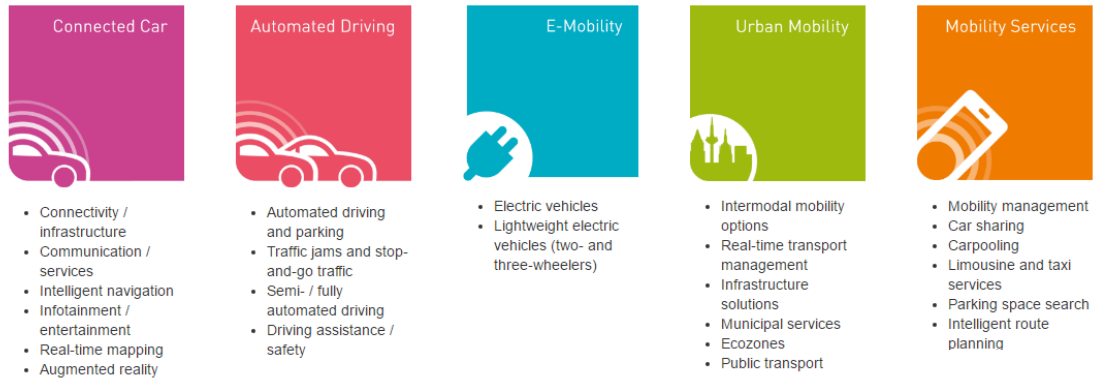 Connected Car
Connectivity /
infrastructure
Communication /
services
Intelligent navigation
Infotainment /
entertainment
Real-time mapping
Augmented reality
Automated Driving
Automated driving
and parking
Traffic jams and stop-
and-go traffic
Semi- / fully
automated driving
Driving assistance /
safety
E-Mobility
Electric vehicles
Lightweight electric
vehicles (two- and
three-wheelers)
Urban Mobility
Intermodal mobility
options
Real-time transport
management
Infrastructure
solutions
Municipal services
Ecozones
Public transport
Mobility Services
Mobility management
Car sharing
Carpooling
Limousine and taxi
services
Parking space search
Intelligent route
planning